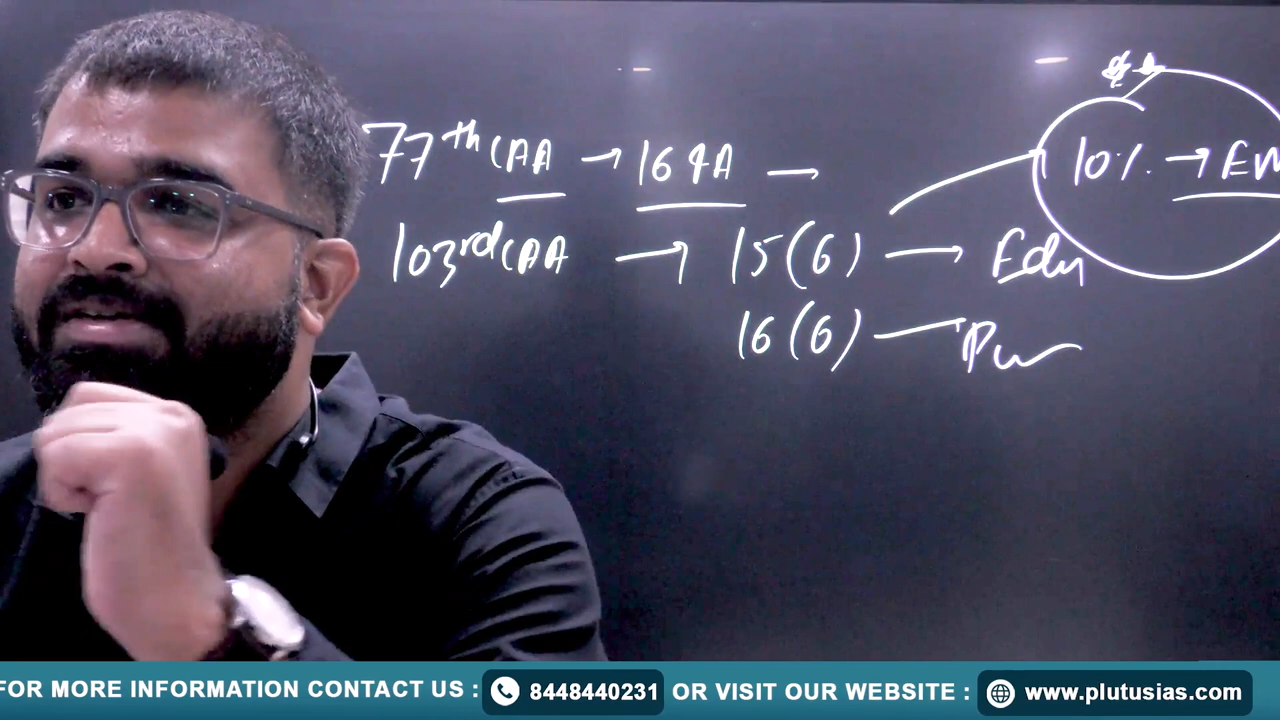 77th CAA → 164A →
103rd CAA → 15(6) → Edu
16(6) —
10% → EW
FOR MORE INFORMATION CONTACT US : 8448440231 OR VISIT OUR WEBSITE : www.plutusias.com